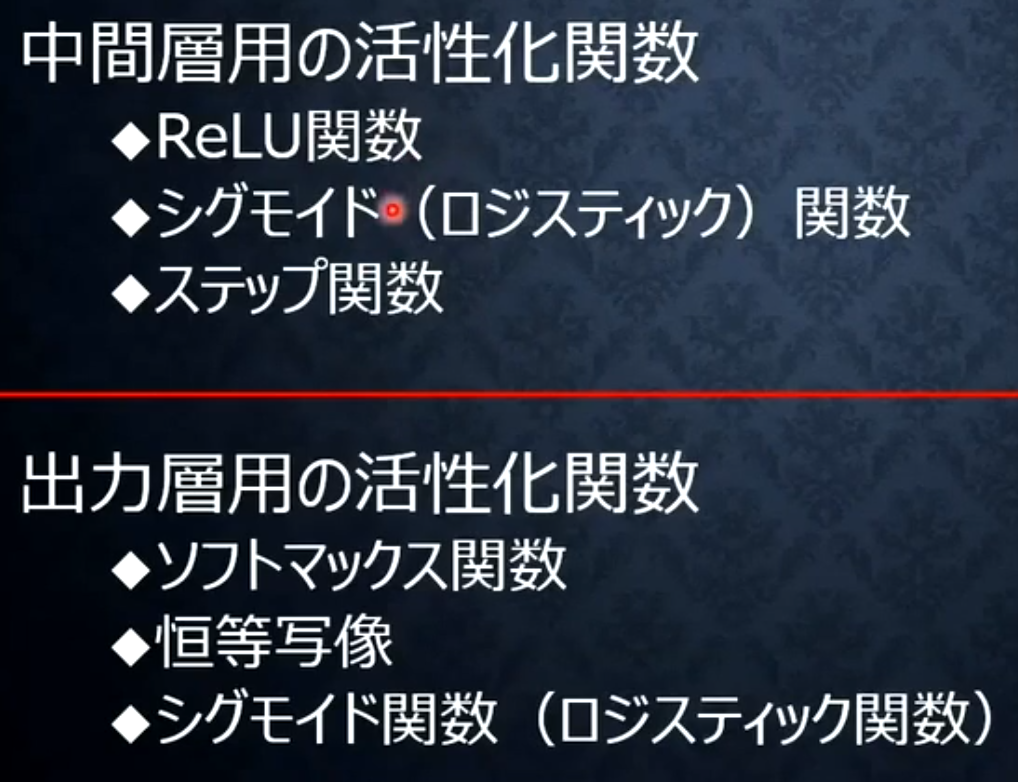 中間層用の活性化関数
◆ReLU関数
◆シグモイド（ロジスティック）関数
◆ステップ関数
出力層用の活性化関数
◆ソフトマックス関数
◆恒等写像
◆シグモイド関数（ロジスティック関数）